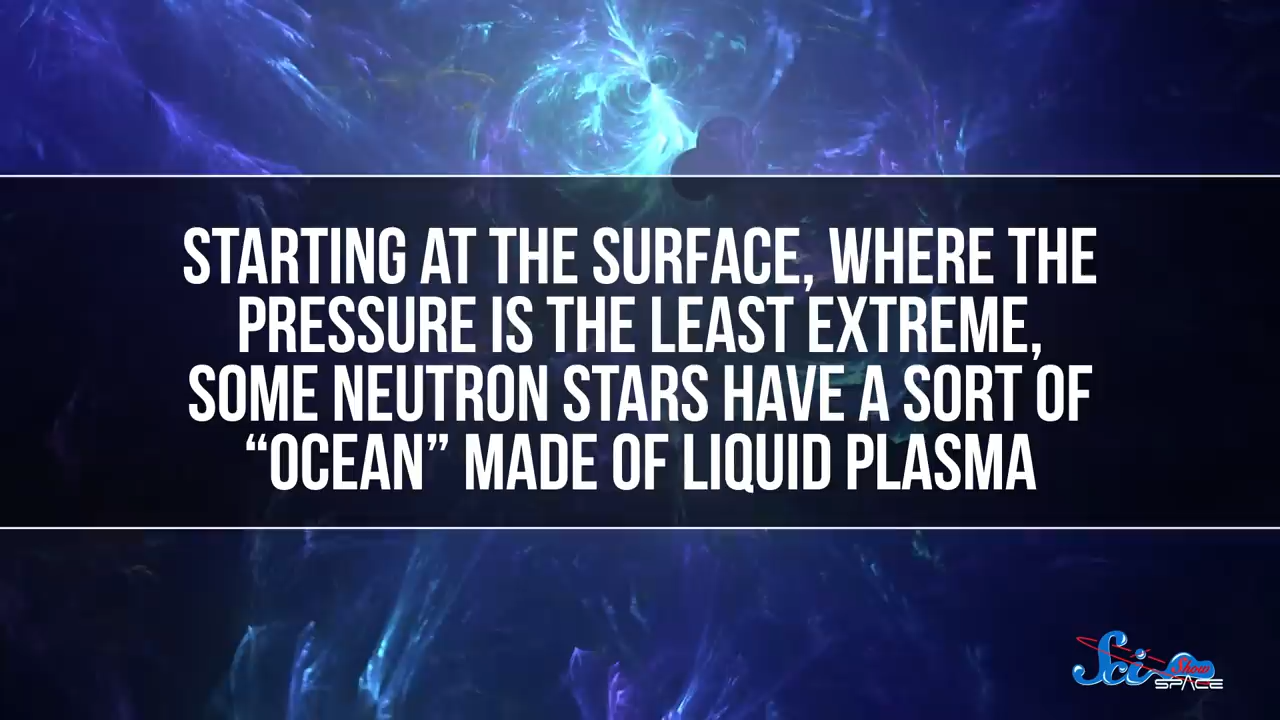 STARTING AT THE SURFACE, WHERE THE
PRESSURE IS THE LEAST EXTREME,
SOME NEUTRON STARS HAVE A SORT OF
“OCEAN” MADE OF LIQUID PLASMA
Sci Show
SPACE